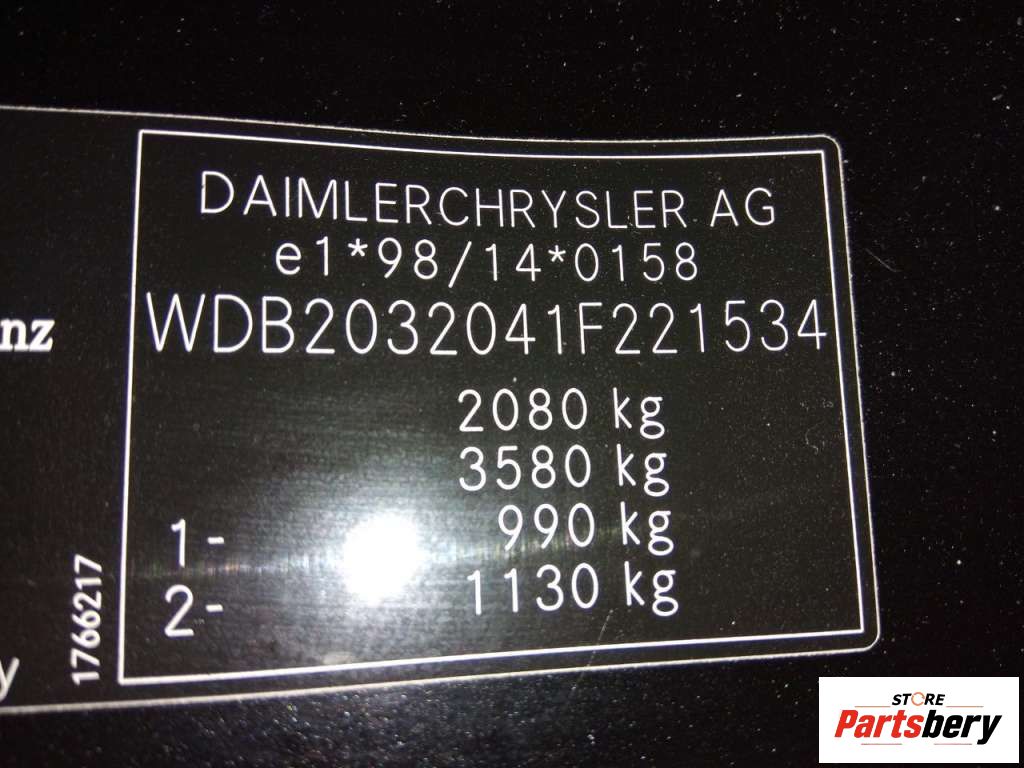 DAIMLERCHRYSLER AG
e1*98/14*0158
WDB2032041F221534
nz
2080 kg
3580 kg
1- 990 kg
2- 1130 kg
1766217
y
STORE
Partsbery